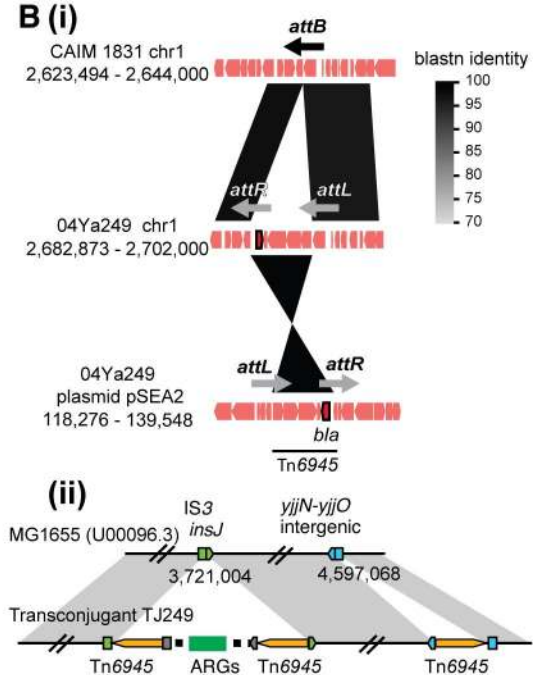 B (i)
attB
CAIM 1831 chr1
2,623,494 - 2,644,000
blastn identity
100
95
90
85
80
75
70
attR
attL
04Ya249 chr1
2,682,873 - 2,702,000
attL
attR
04Ya249
plasmid pSEA2
118,276 - 139,548
bla
Tn6945
(ii)
IS3
insJ
yjjN-yjjO
intergenic
MG1655 (U00096.3)
3,721,004
4,597,068
Transconjugant TJ249
Tn6945
ARGs
Tn6945
Tn6945